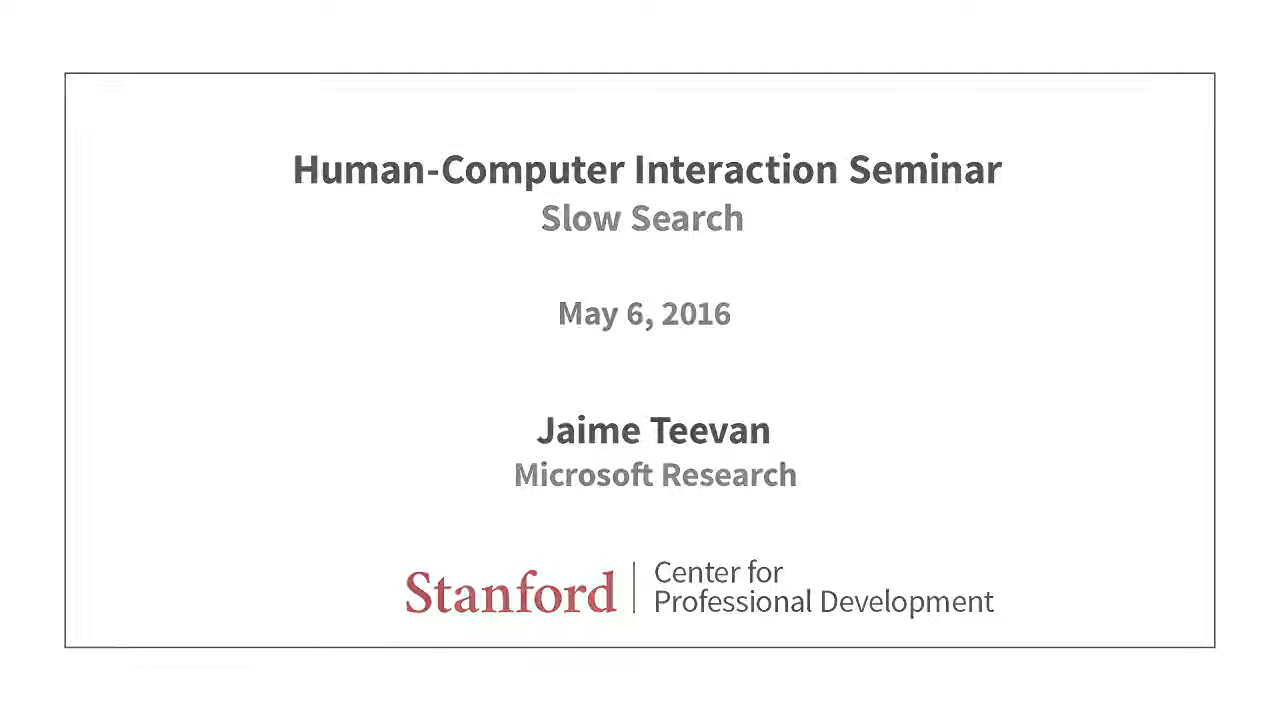 Human-Computer Interaction Seminar
Slow Search
May 6, 2016
Jaime Teevan
Microsoft Research
Stanford
Center for
Professional Development